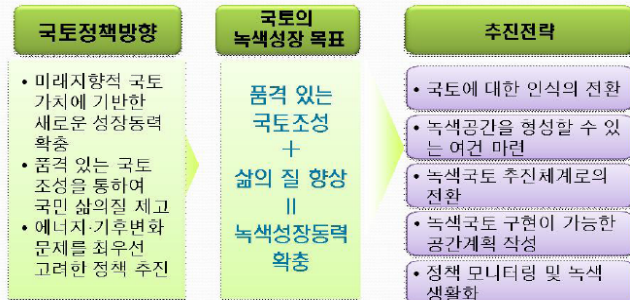 국토정책방향
• 미래지향적 국토
가치에 기반한
새로운 성장동력
확충
• 품격 있는 국토
조성을 통하여
국민 삶의질 제고
• 에너지·기후변화
문제를 최우선
고려한 정책 추진
국토의
녹색성장 목표
품격 있는
국토조성
+
삶의 질 향상
=
녹색성장동력
확충
추진전략
• 국토에 대한 인식의 전환
• 녹색공간을 형성할 수 있
는 여건 마련
• 녹색국토 추진체계로의
전환
• 녹색국토 구현이 가능한
공간계획 작성
• 정책 모니터링 및 녹색
생활화